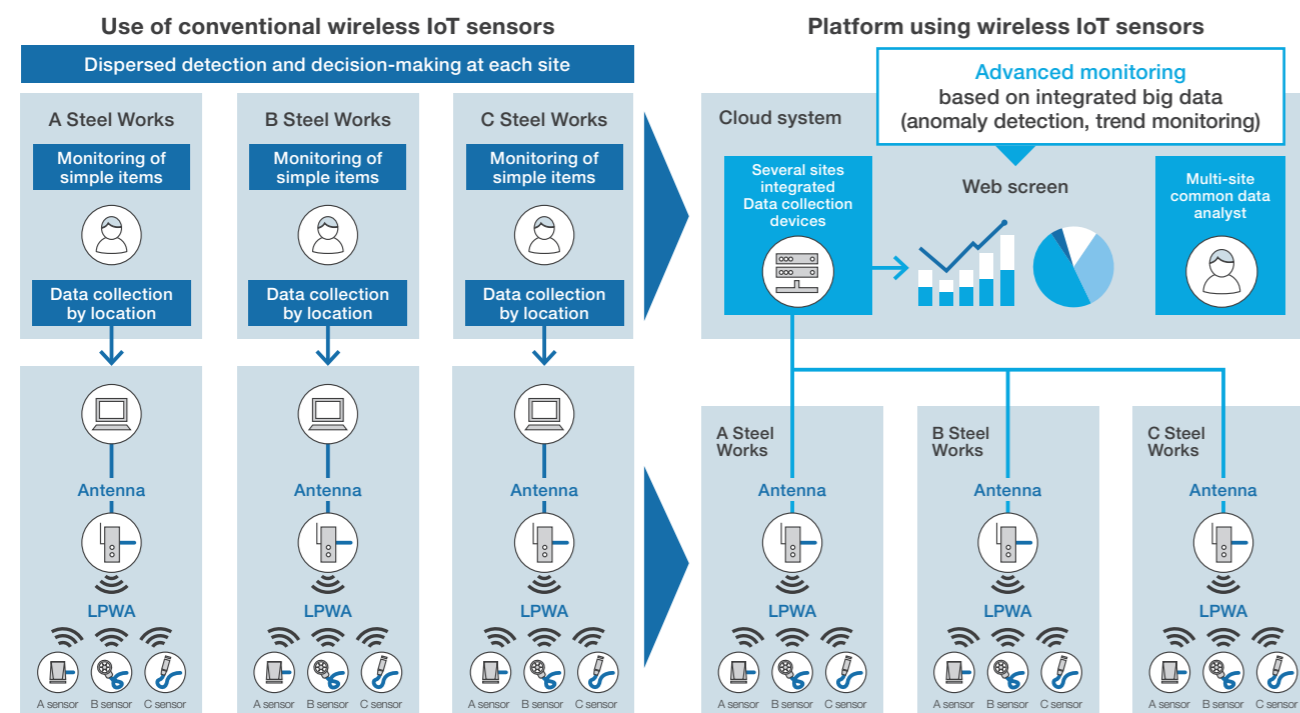 Use of conventional wireless IoT sensors
Dispersed detection and decision-making at each site
A Steel Works
Monitoring of
simple items
Data collection
by location
Antenna
LPWA
A sensor
B sensor
C sensor
B Steel Works
Monitoring of
simple items
Data collection
by location
Antenna
LPWA
A sensor
B sensor
C sensor
C Steel Works
Monitoring of
simple items
Data collection
by location
Antenna
LPWA
A sensor
B sensor
C sensor
Platform using wireless IoT sensors
Advanced monitoring
based on integrated big data
(anomaly detection, trend monitoring)
Cloud system
Several sites
integrated
Data collection
devices
Web screen
Multi-site
common data
analyst
A Steel
Works
Antenna
LPWA
A sensor
B sensor
C sensor
B Steel
Works
Antenna
LPWA
A sensor
B sensor
C sensor
C Steel
Works
Antenna
LPWA
A sensor
B sensor
C sensor